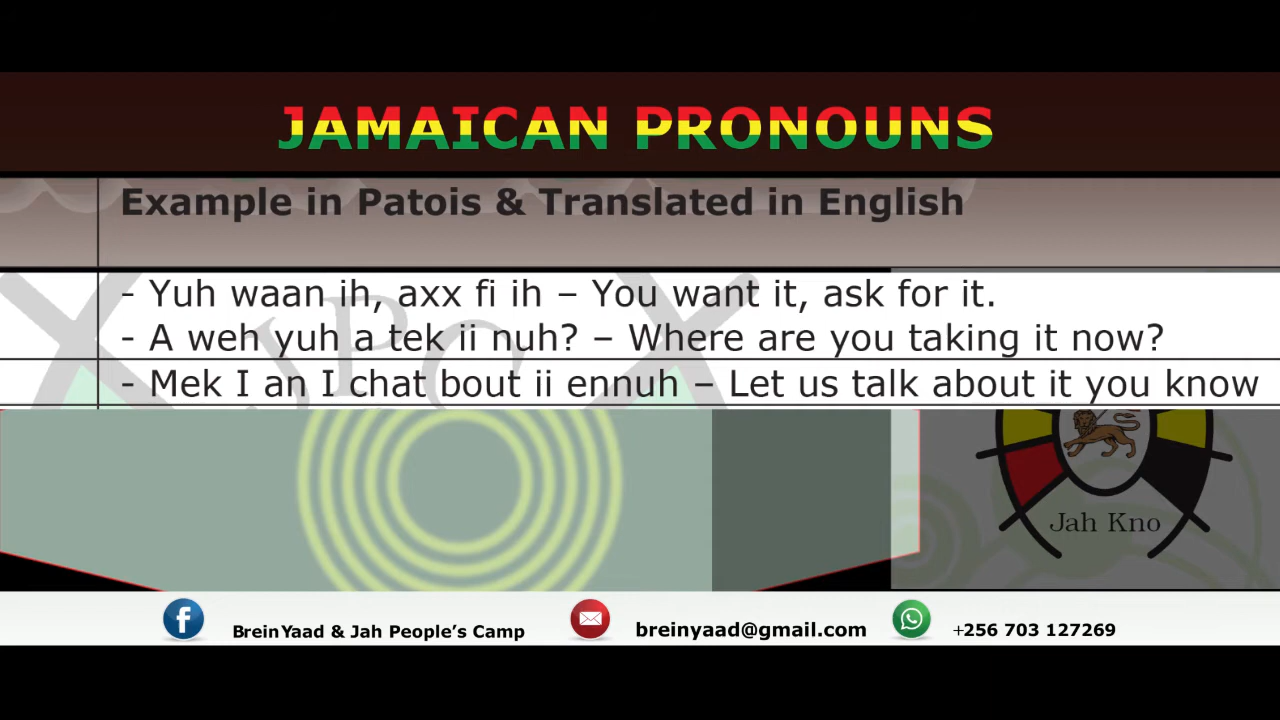 JAMAICAN PRONOUNS
Example in Patois & Translated in English
- Yuh waan ih, axx fi ih – You want it, ask for it.
- A weh yuh a tek ii nuh? – Where are you taking it now?
- Mek I an I chat bout ii ennuh – Let us talk about it you know
JPC
Jah Kno
BreinYaad & Jah People’s Camp
breinyaad@gmail.com
+256 703 127269